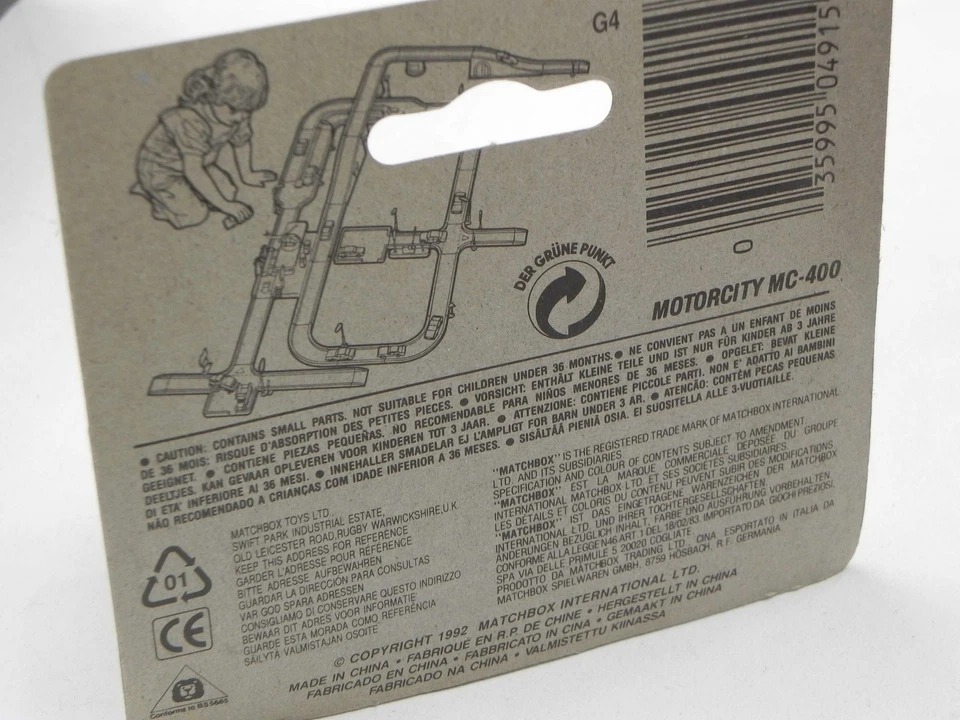 G4
35995 04915
0
DER GRÜNE PUNKT
MOTORCITY MC-400
● CAUTION: CONTAINS SMALL PARTS. NOT SUITABLE FOR CHILDREN UNDER 36 MONTHS. ● NE CONVIENT PAS À UN ENFANT DE MOINS
DE 36 MOIS: RISQUE D'ABSORPTION DES PETITES PIECES. ● VORSICHT: ENTHÄLT KLEINE TEILE UND IST NUR FÜR KINDER AB 3 JAHRE
GEEIGNET. ● CONTIENE PIEZAS PEQUEÑAS. NO RECOMENDABLE PARA NIÑOS MENORES DE 36 MESES. ● OPGELET: BEVAT KLEINE
DEELTJES. KAN GEVAAR OPLEVEREN VOOR KINDEREN TOT 3 JAAR. ● ATTENZIONE: CONTIENE PICCOLE PARTI. NON E' ADATTO AI BAMBINI
DI ETA' INFERIORE AI 36 MESI. ● INNEHALLER SMADELAR EJ LAMPLIGT FOR BARN UNDER 3 AR. ● ATENCÃO: CONTÊM PECAS PEQUENAS
NÃO RECOMENDADO A CRIANÇAS COM IDADE INFERIOR A 36 MESES. ● SISÄLTÄÄ PIENIÄ OSIA. EI SUOSITELLA ALLE 3-VUOTIAILLE.
MATCHBOX TOYS LTD.
SWIFT PARK INDUSTRIAL ESTATE,
OLD LEICESTER ROAD, RUGBY WARWICKSHIRE, U.K.
KEEP THIS ADDRESS FOR REFERENCE
GARDER L'ADRESSE POUR RÉFÉRENCE
BITTE ADRESSE AUFBEWAHREN
GUARDAR LA DIRECCIÓN PARA CONSULTAS
VAR GOD SPARA ADRESSEN
CONSIGLIAMO DI CONSERVARE QUESTO INDIRIZZO
BEWAAR DIT ADRES VOOR INFORMATIE
GUARDE ESTA MORADA COMO REFERÊNCIA
SÄILYTÄ VALMISTAJAN OSOITE
"MATCHBOX" IS THE REGISTERED TRADE MARK OF MATCHBOX INTERNATIONAL
LTD. AND ITS SUBSIDIARIES
SPECIFICATION AND COLOUR OF CONTENTS SUBJECT TO AMENDMENT.
"MATCHBOX" EST LA MARQUE COMMERCIALE DEPOSÉE DU GROUPE
INTERNATIONAL LTD ET SES SOCIÉTÉS SUBSIDIAIRES.
LES DÉTAILS ET COLORIS DU CONTENU PEUVENT SUBIR DES MODIFICATIONS.
"MATCHBOX" IST DAS EINGETRAGENE WARENZEICHEN DER MATCHBOX
INTERNATIONAL LTD. UND IHRER TOCHTERGESELLSCHAFTEN.
ÄNDERUNGEN BEZÜGLICH INHALT, FARBE UND AUSFÜHRUNG VORBEHALTEN.
CONFORME ALLA LEGGE N46 ART 1 DEL 18/02/83. IMPORTATO DA GIOCHI PREZIOSI,
SPA VIA DELLE PRIMULE 5 20020 COGLIATE
PRODOTTO DA MATCHBOX TRADING LTD. CINA ESPORTATO IN ITALIA DA
MATCHBOX SPIELWAREN GMBH, 8759 HÖSBACH, R.F. GERMANIA.
01
CE
Conforms to BS5665
© COPYRIGHT 1992 MATCHBOX INTERNATIONAL LTD.
MADE IN CHINA • FABRIQUÉ EN R.P. DE CHINE • HERGESTELLT IN CHINA
FABRICADO EN CHINA • FABBRICATO IN CINA • GEMAAKT IN CHINA
FABRICADO NA CHINA • VALMISTETTU KIINASSA